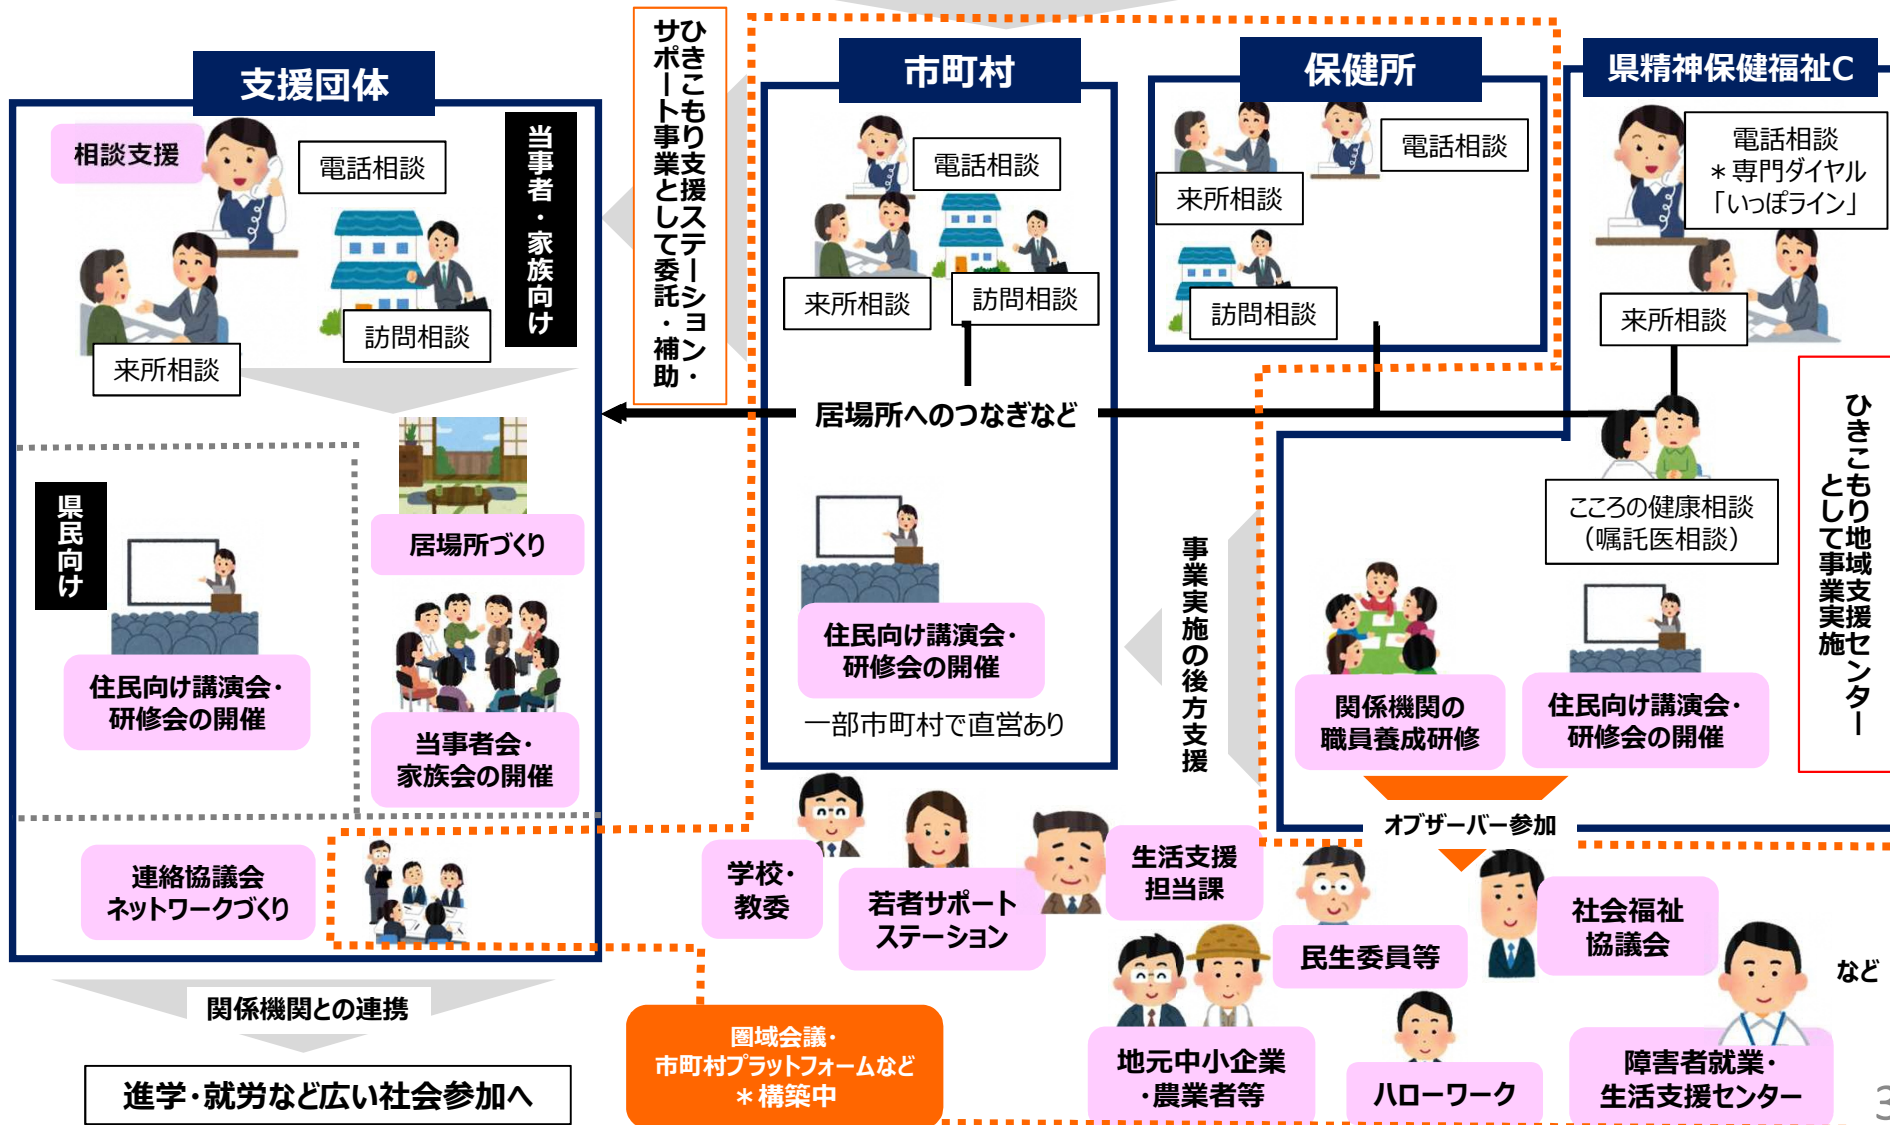 支援団体
相談支援
電話相談
訪問相談
来所相談
当事者・家族向け
居場所づくり
県民向け
住民向け講演会・
研修会の開催
当事者会・
家族会の開催
連絡協議会
ネットワークづくり
関係機関との連携
進学・就労など広い社会参加へ
ひきこもり支援ステーション・
サポート事業として委託・補助
市町村
電話相談
来所相談
訪問相談
居場所へのつなぎなど
住民向け講演会・
研修会の開催
一部市町村で直営あり
保健所
電話相談
来所相談
訪問相談
県精神保健福祉C
電話相談
＊専門ダイヤル
「いっぽライン」
来所相談
こころの健康相談
（嘱託医相談）
ひきこもり地域支援センター
として事業実施
事業実施の後方支援
関係機関の
職員養成研修
住民向け講演会・
研修会の開催
オブザーバー参加
学校・
教委
若者サポート
ステーション
生活支援
担当課
民生委員等
社会福祉
協議会
など
圏域会議・
市町村プラットフォームなど
＊構築中
地元中小企業
・農業者等
ハローワーク
障害者就業・
生活支援センター
3